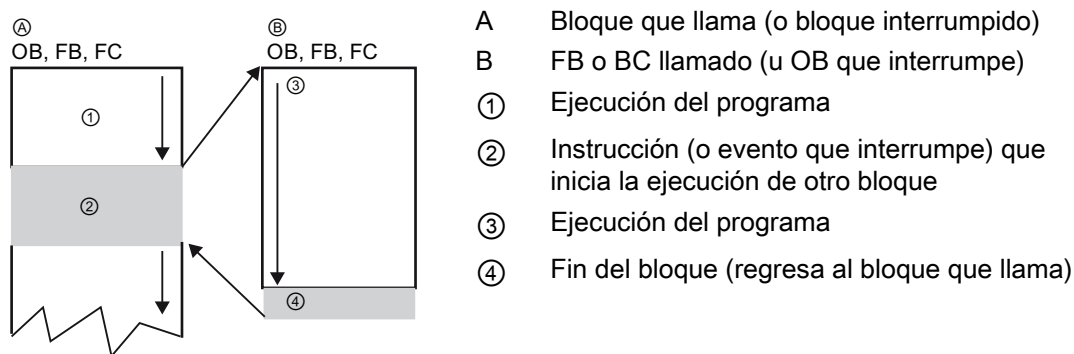 Ⓐ
OB, FB, FC
①
②
Ⓑ
OB, FB, FC
③
④
A Bloque que llama (o bloque interrumpido)
B FB o BC llamado (u OB que interrumpe)
① Ejecución del programa
② Instrucción (o evento que interrumpe) que
inicia la ejecución de otro bloque
③ Ejecución del programa
④ Fin del bloque (regresa al bloque que llama)